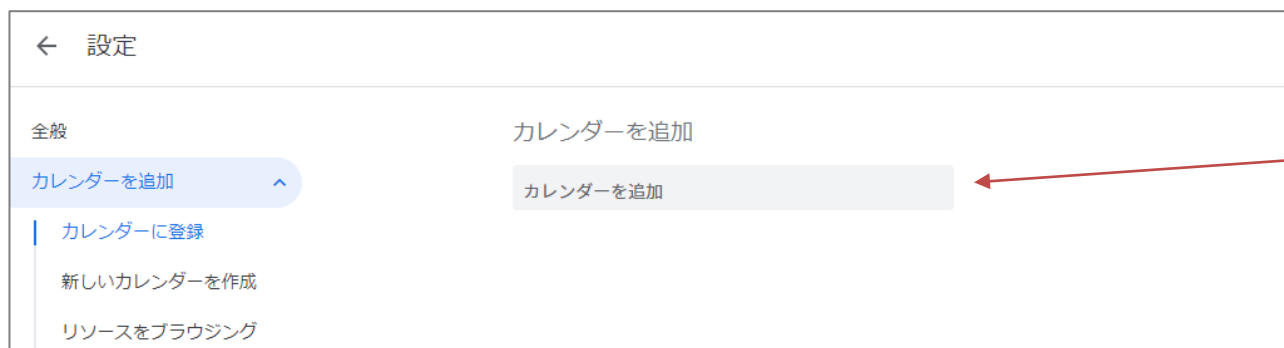 設定
全般
カレンダーを追加
カレンダーに登録
新しいカレンダーを作成
リソースをブラウジング
カレンダーを追加
カレンダーを追加